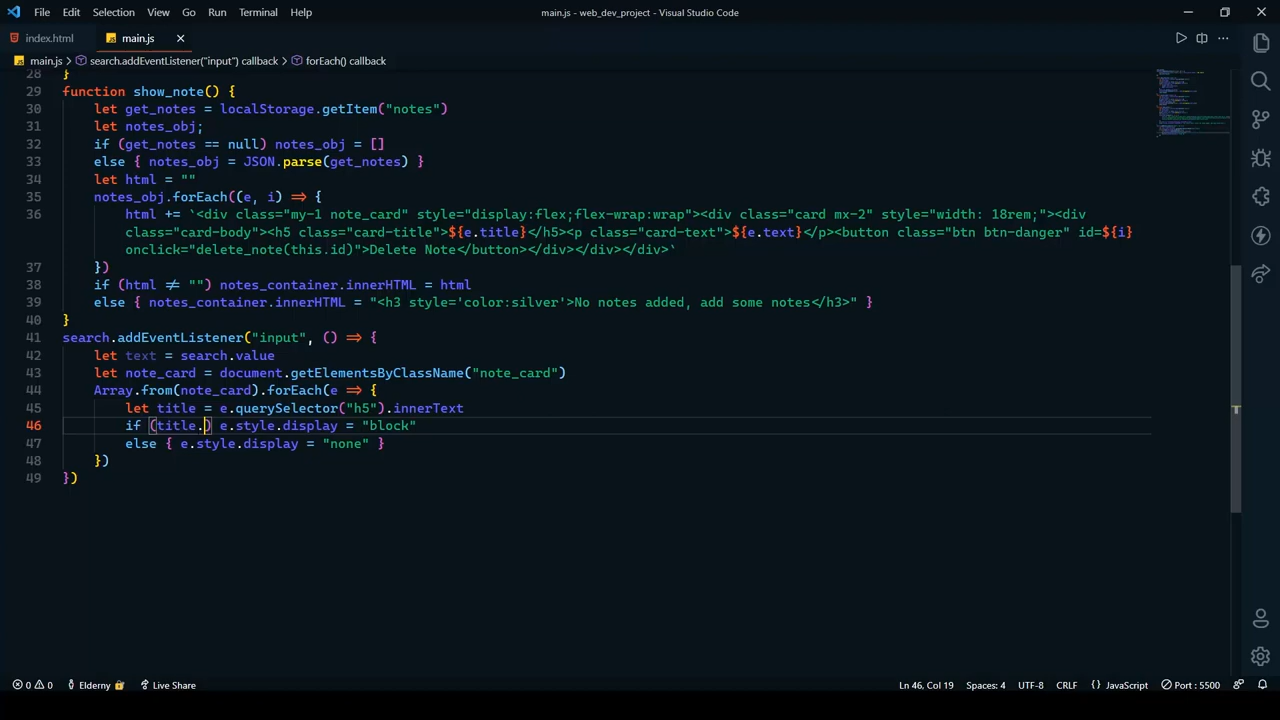 File Edit Selection View Go Run Terminal Help main.js - web_dev_project - Visual Studio Code
index.html main.js
main.js search.addEventListener("input") callback forEach() callback
28 }
29 function show_note() {
30 let get_notes = localStorage.getItem("notes")
31 let notes_obj;
32 if (get_notes == null) notes_obj = []
33 else { notes_obj = JSON.parse(get_notes) }
34 let html = ""
35 notes_obj.forEach((e, i) => {
36 html += `<div class="my-1 note_card" style="display:flex;flex-wrap:wrap"><div class="card mx-2" style="width: 18rem;"><div
class="card-body"><h5 class="card-title">${e.title}</h5><p class="card-text">${e.text}</p><button class="btn btn-danger" id=${i}
onclick="delete_note(this.id)">Delete Note</button></div></div></div>`
37 })
38 if (html ≠ "") notes_container.innerHTML = html
39 else { notes_container.innerHTML = "<h3 style='color:silver'>No notes added, add some notes</h3>" }
40 }
41 search.addEventListener("input", () => {
42 let text = search.value
43 let note_card = document.getElementsByClassName("note_card")
44 Array.from(note_card).forEach(e => {
45 let title = e.querySelector("h5").innerText
46 if (title.) e.style.display = "block"
47 else { e.style.display = "none" }
48 })
49 })
0 0 Elderny Live Share Ln 46, Col 19 Spaces: 4 UTF-8 CRLF {} JavaScript Port : 5500